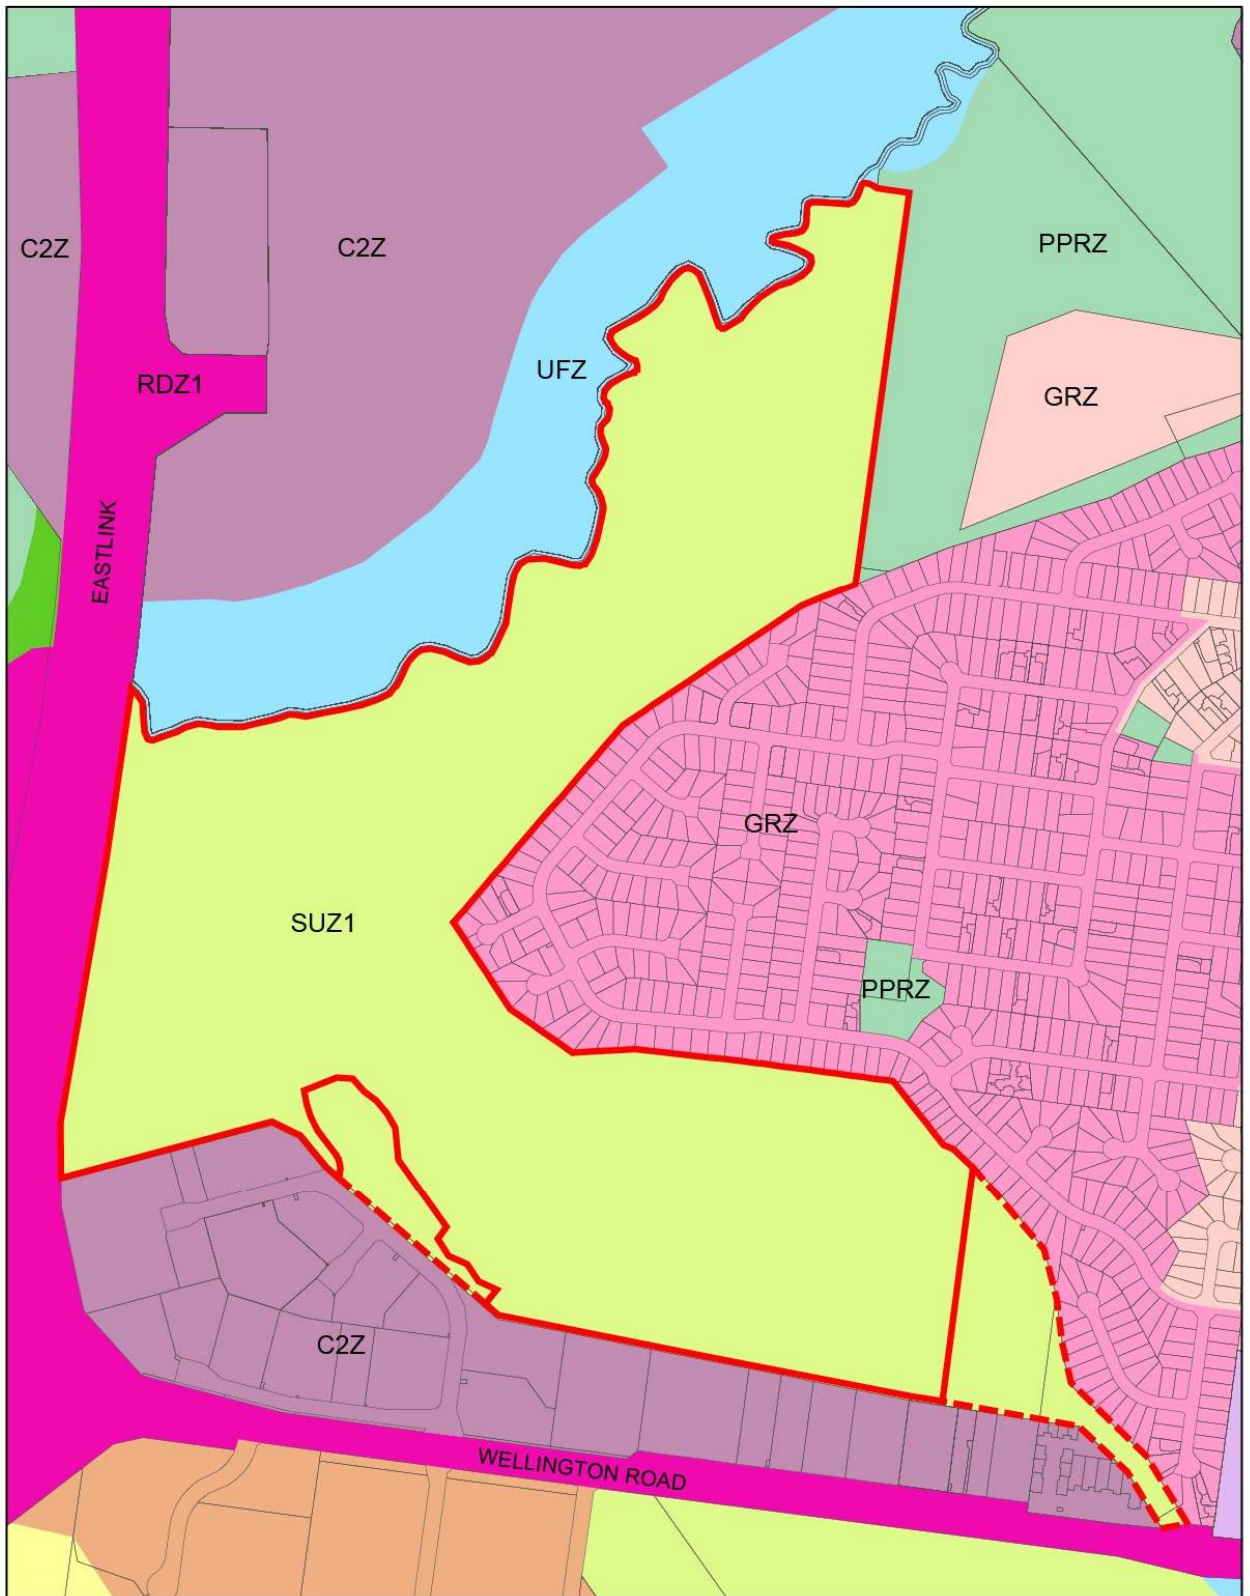 C2Z
C2Z
PPRZ
UFZ
RDZ1
GRZ
EASTLINK
GRZ
SUZ1
PPRZ
C2Z
WELLINGTON ROAD